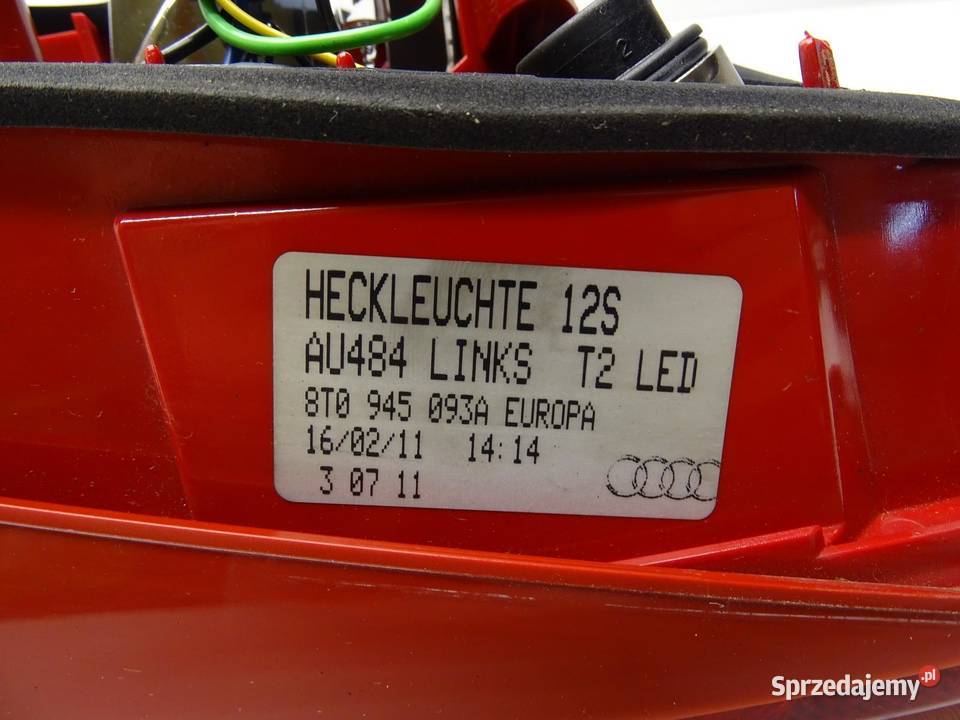 2
HECKLEUCHTE 12S
AU484 LINKS T2 LED
8T0 945 093A EUROPA
16/02/11 14:14
3 07 11
Sprzedajemy.pl